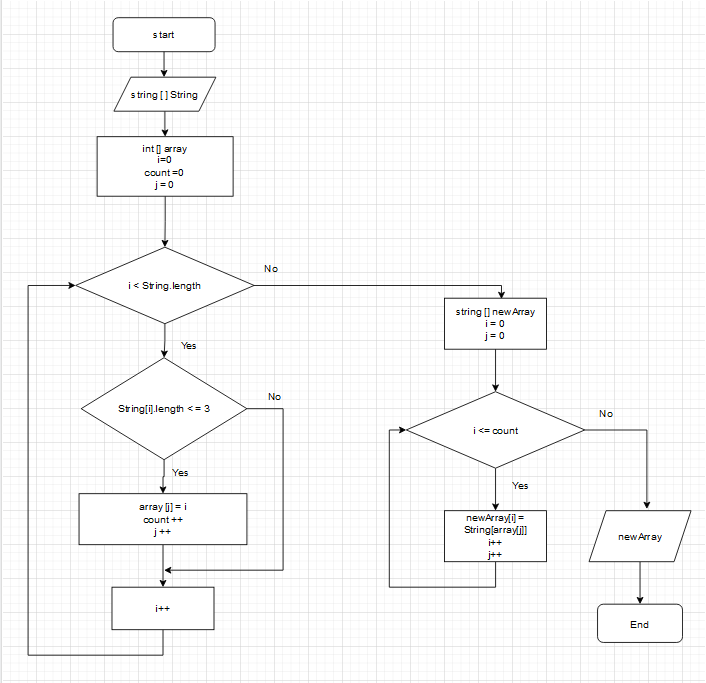 start
string [ ] String
int [] array
i=0
count =0
j = 0
i < String.length
No
Yes
String[i].length <= 3
No
Yes
array [j] = i
count ++
j ++
i++
string [] newArray
i = 0
j = 0
i <= count
No
Yes
newArray[i] =
String[array[j]]
i++
j++
newArray
End